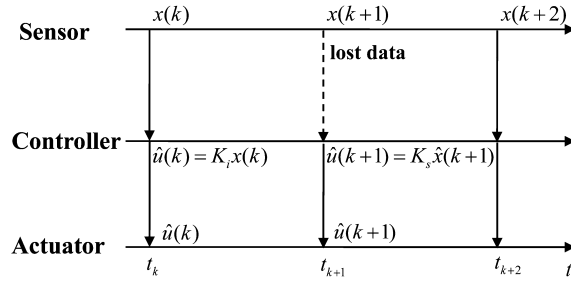 x(k) x(k+1) x(k+2)
Sensor
lost data
Controller
û(k) = K_i x(k) û(k+1) = K_s x̂(k+1)
û(k) û(k+1)
Actuator
t_k t_{k+1} t_{k+2} t